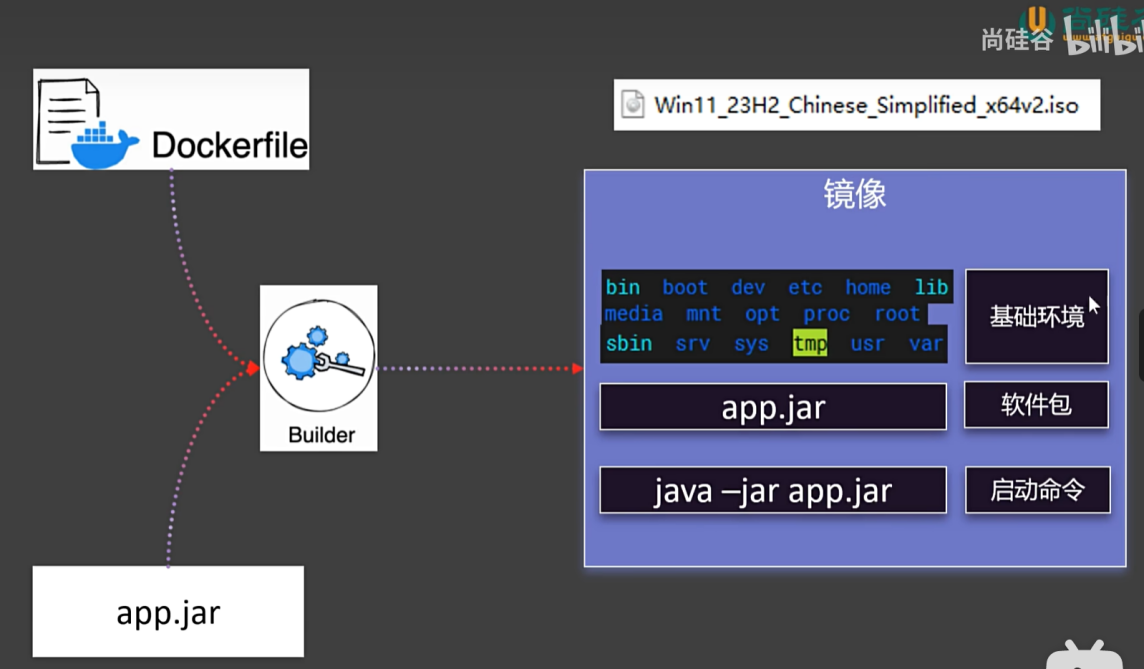 尚硅谷 bilibili
Win11_23H2_Chinese_Simplified_x64v2.iso
Dockerfile
镜像
bin boot dev etc home lib
media mnt opt proc root
sbin srv sys tmp usr var
基础环境
app.jar
软件包
Builder
java –jar app.jar
启动命令
app.jar